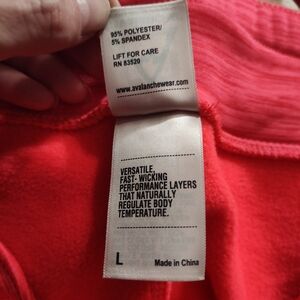 95% POLYESTER/
5% SPANDEX
LIFT FOR CARE
RN 83520
www.avalanchewear.com
VERSATILE,
FAST- WICKING
PERFORMANCE LAYERS
THAT NATURALLY
REGULATE BODY
TEMPERATURE.
L
Made in China